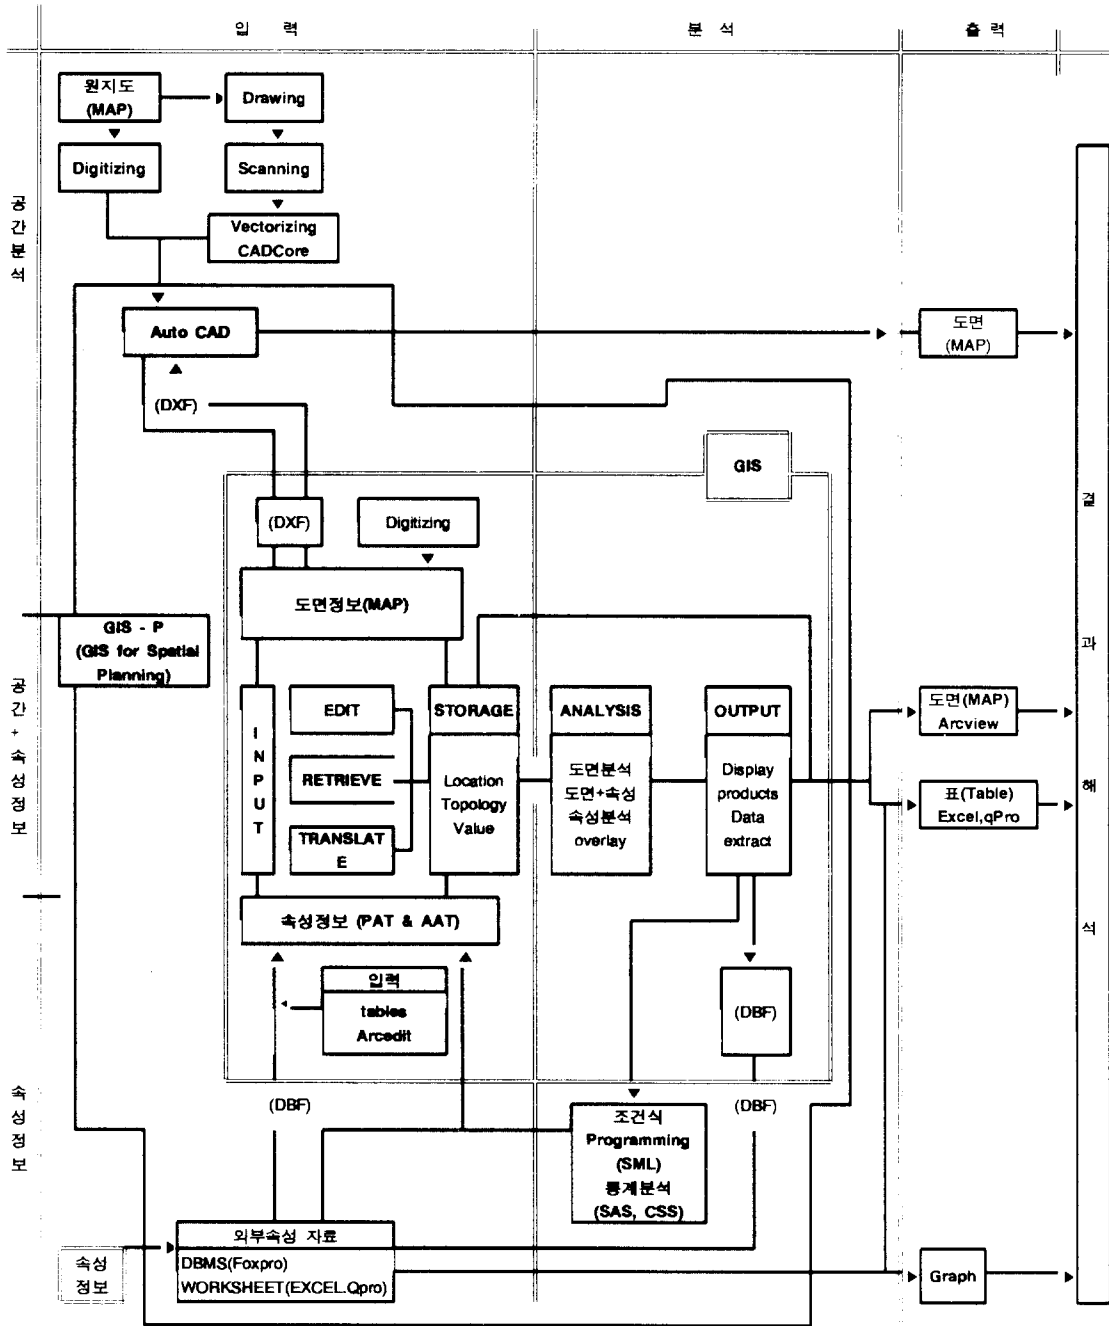 입 력
분 석
출 력
원지도
(MAP)
Drawing
Digitizing
Scanning
Vectorizing
CADCore
공간분석
Auto CAD
도면
(MAP)
(DXF)
GIS
(DXF)
Digitizing
도면정보(MAP)
GIS - P
(GIS for Spatial
Planning)
공간+속성정보
INPUT
EDIT
RETRIEVE
TRANSLAT
E
STORAGE
Location
Topology
Value
ANALYSIS
도면분석
도면+속성
속성분석
overlay
OUTPUT
Display
products
Data
extract
도면(MAP)
Arcview
표(Table)
Excel,qPro
결과해석
속성정보 (PAT & AAT)
입력
tables
Arcedit
(DBF)
(DBF)
(DBF)
속성정보
조건식
Programming
(SML)
통계분석
(SAS, CSS)
속성
정보
외부속성 자료
DBMS(Foxpro)
WORKSHEET(EXCEL.Qpro)
Graph